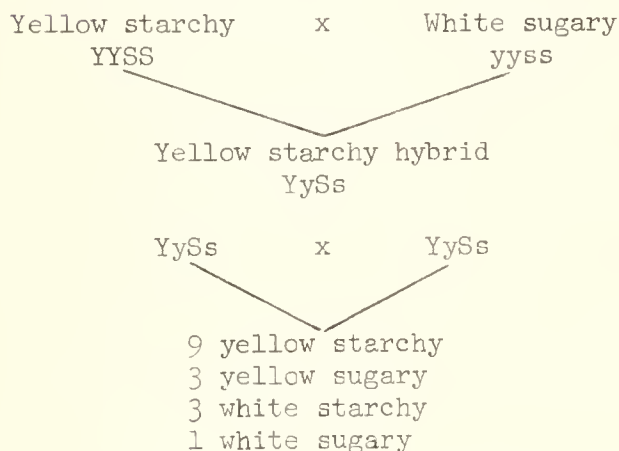 Yellow starchy x White sugary
YYSS yyss
Yellow starchy hybrid
YySs
YySs x YySs
9 yellow starchy
3 yellow sugary
3 white starchy
1 white sugary